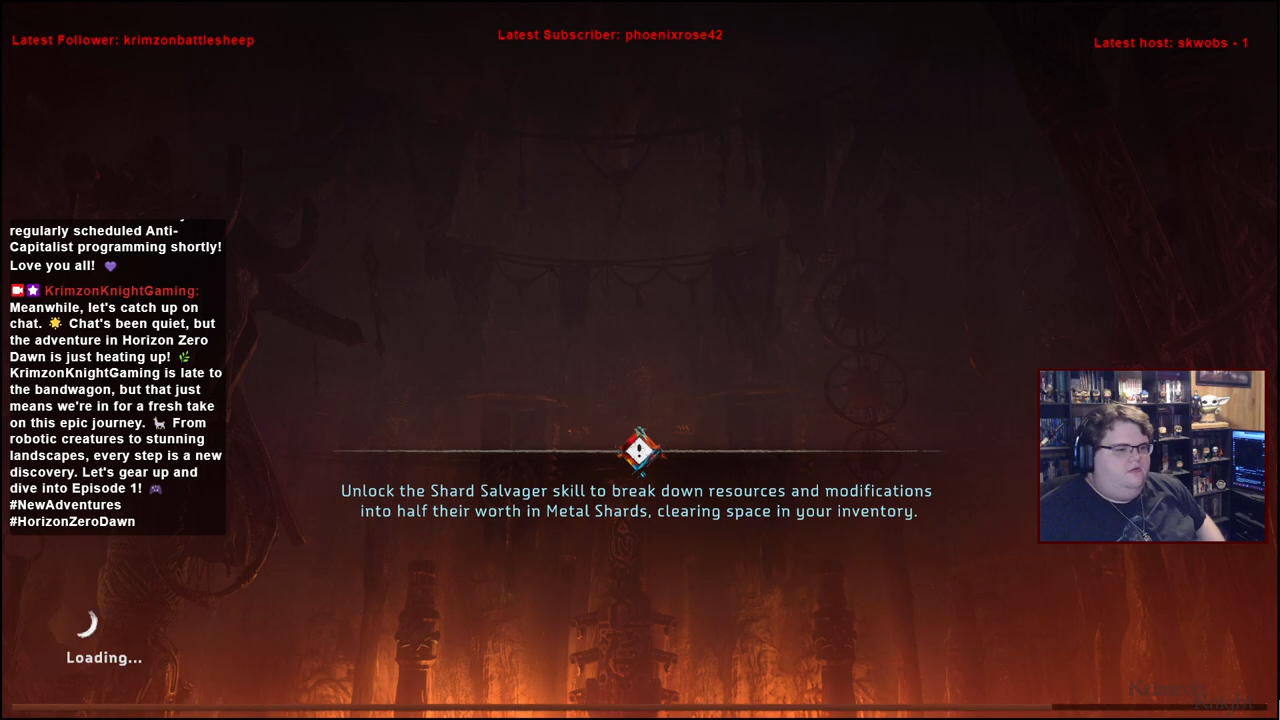 Latest Follower: krimzonbattlesheep
Latest Subscriber: phoenixrose42
Latest host: skwobs - 1
regularly scheduled Anti-
Capitalist programming shortly!
Love you all! 💜
KrimzonKnightGaming:
Meanwhile, let's catch up on
chat. 🌟 Chat's been quiet, but
the adventure in Horizon Zero
Dawn is just heating up! 🌿
KrimzonKnightGaming is late to
the bandwagon, but that just
means we're in for a fresh take
on this epic journey. 🐎 From
robotic creatures to stunning
landscapes, every step is a new
discovery. Let's gear up and
dive into Episode 1! 🎮
#NewAdventures
#HorizonZeroDawn
Unlock the Shard Salvager skill to break down resources and modifications
into half their worth in Metal Shards, clearing space in your inventory.
Loading...
Knight